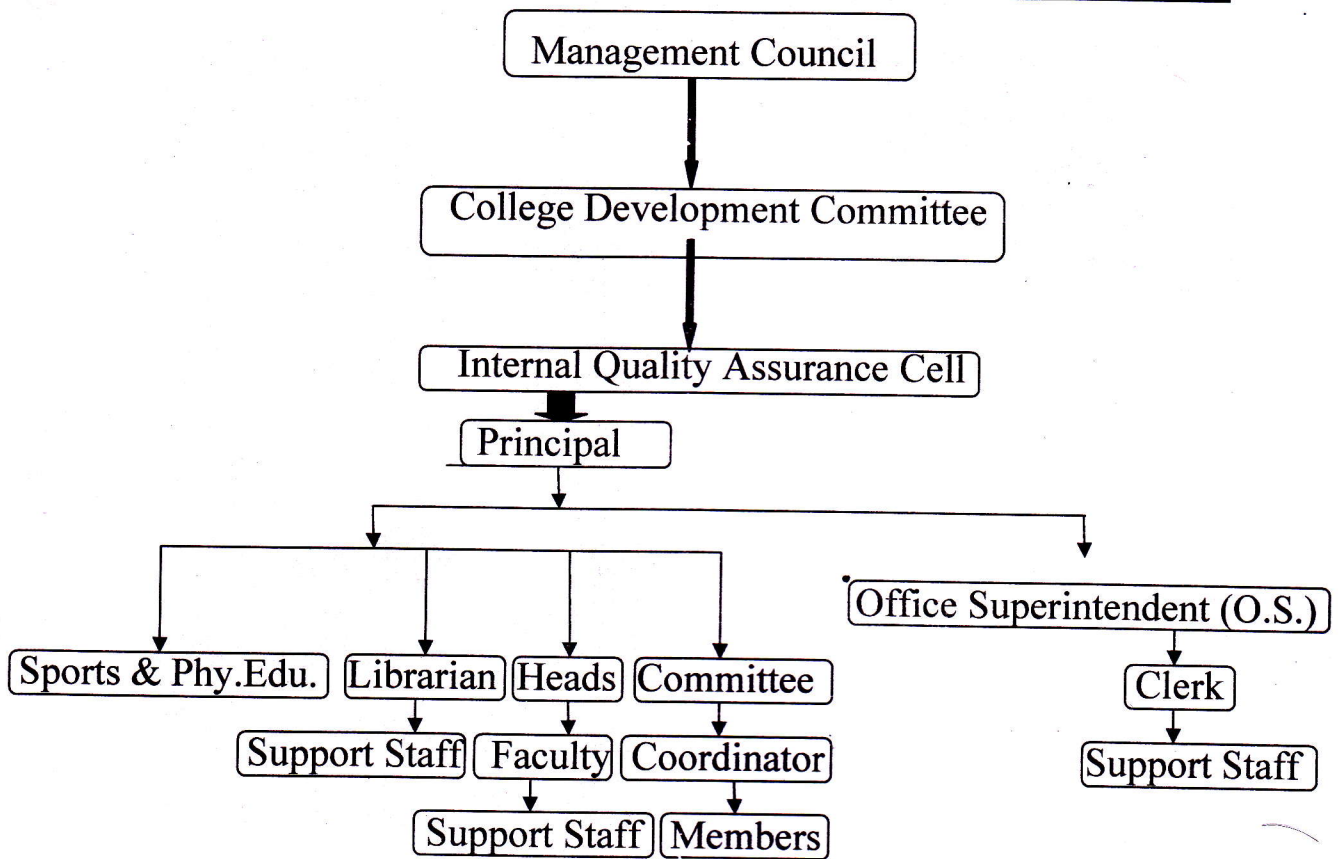 Management Council
College Development Committee
Internal Quality Assurance Cell
Principal
Office Superintendent (O.S.)
Sports & Phy.Edu.
Librarian
Heads
Committee
Clerk
Support Staff
Faculty
Coordinator
Support Staff
Support Staff
Members